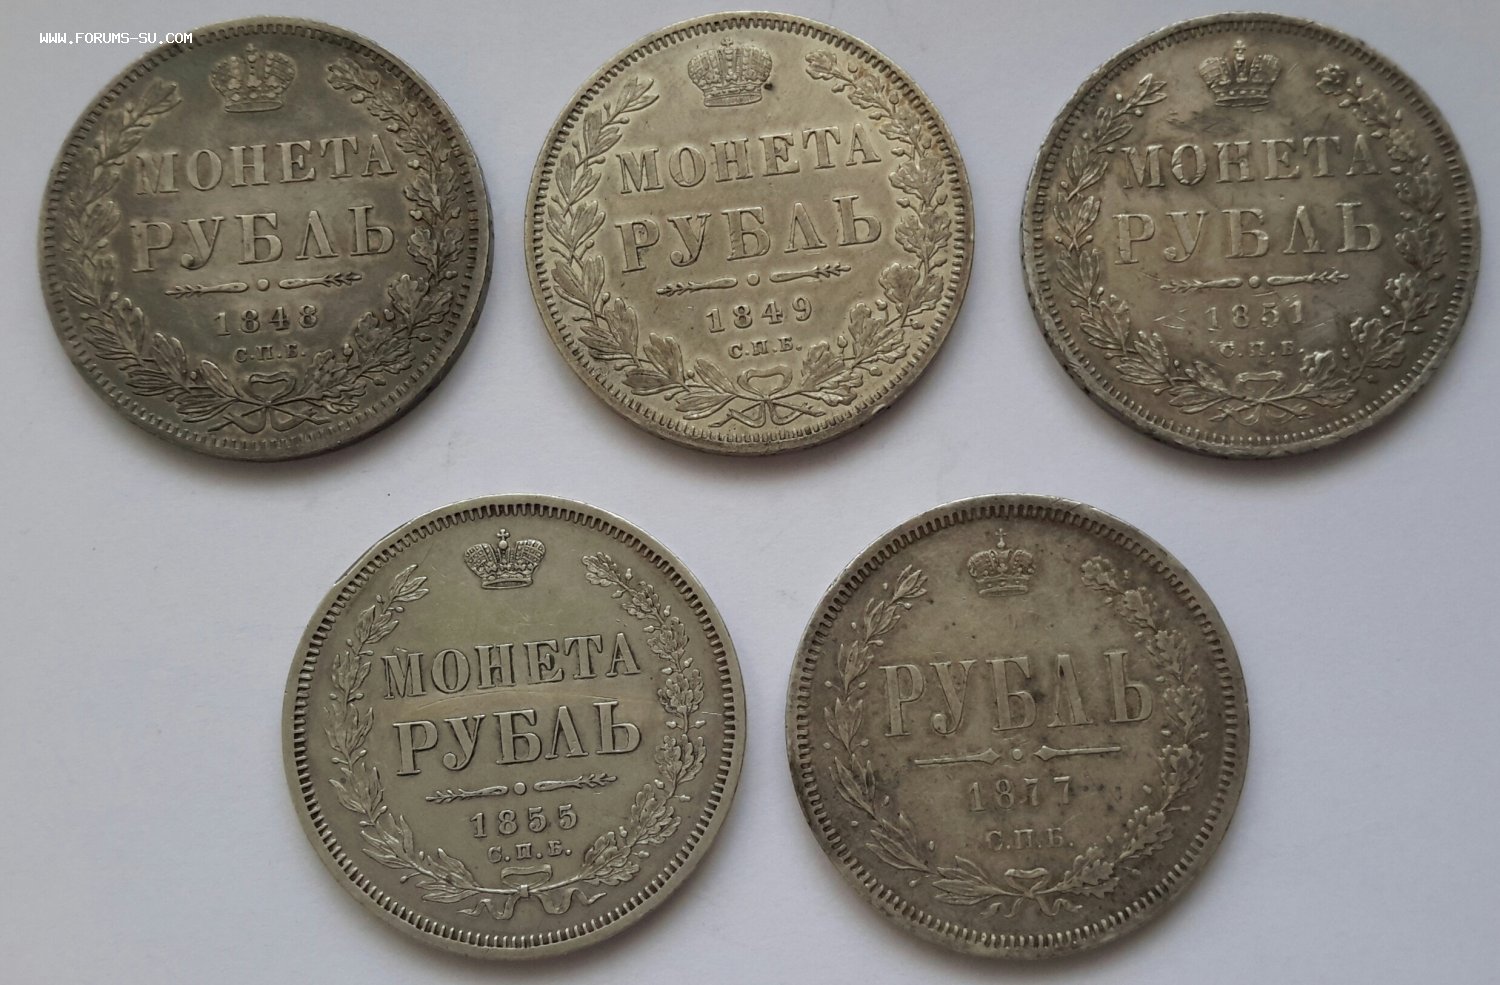 WWW.FORUMS-SU.COM
МОНЕТА
РУБЛЬ
1848
С.П.Б.
МОНЕТА
РУБЛЬ
1849
С.П.Б.
МОНЕТА
РУБЛЬ
1851
С.П.Б.
МОНЕТА
РУБЛЬ
1855
С.П.Б.
РУБЛЬ
1877
С.П.Б.